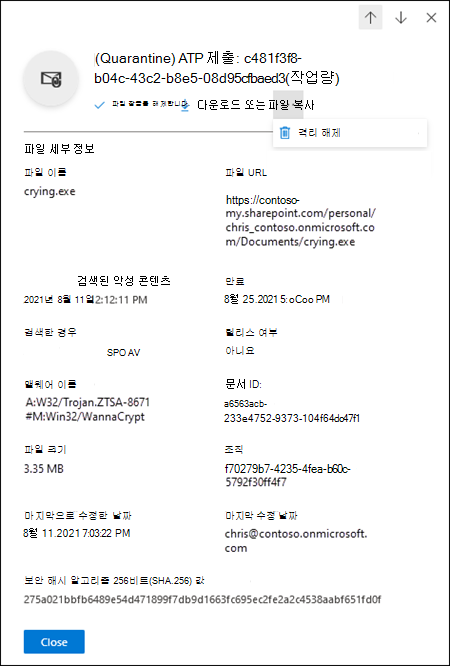 (Quarantine) ATP 제출: c481f3f8-
b04c-43c2-b8e5-08d95cfbaed3(작업량)
파일 잘못을 해제합니다. 다운로드 또는 파일 복사
격리 해제
파일 세부 정보
파일 이름
crying.exe
파일 URL
https://contoso-
my.sharepoint.com/personal/
chris_contoso.onmicrosoft.co
m/Documents/crying.exe
검색된 악성 콘텐츠
2021년 8월 11일2:12:11 PM
만료
8월 25.2021 5:oCoo PM
검색한 경우
SPO AV
릴리스 여부
아니요
맬웨어 이름
A:W32/Trojan.ZTSA-8671
#M:Win32/WannaCrypt
문서 ID:
a6563acb-
233e4752-9373-104f64dc47f1
파일 크기
3.35 MB
조직
f70279b7-4235-4fea-b60c-
5792f30ff4f7
마지막으로 수정한 날짜
8월 11.2021 7:03:22 PM
마지막 수정 날짜
chris@contoso.onmicrosoft.
com
보안 해시 알고리즘 256비트(SHA.256) 값
275a021bbfb6489e54d471899f7db9d1663fc695ec2fe2a2c4538aabf651fd0f
Close